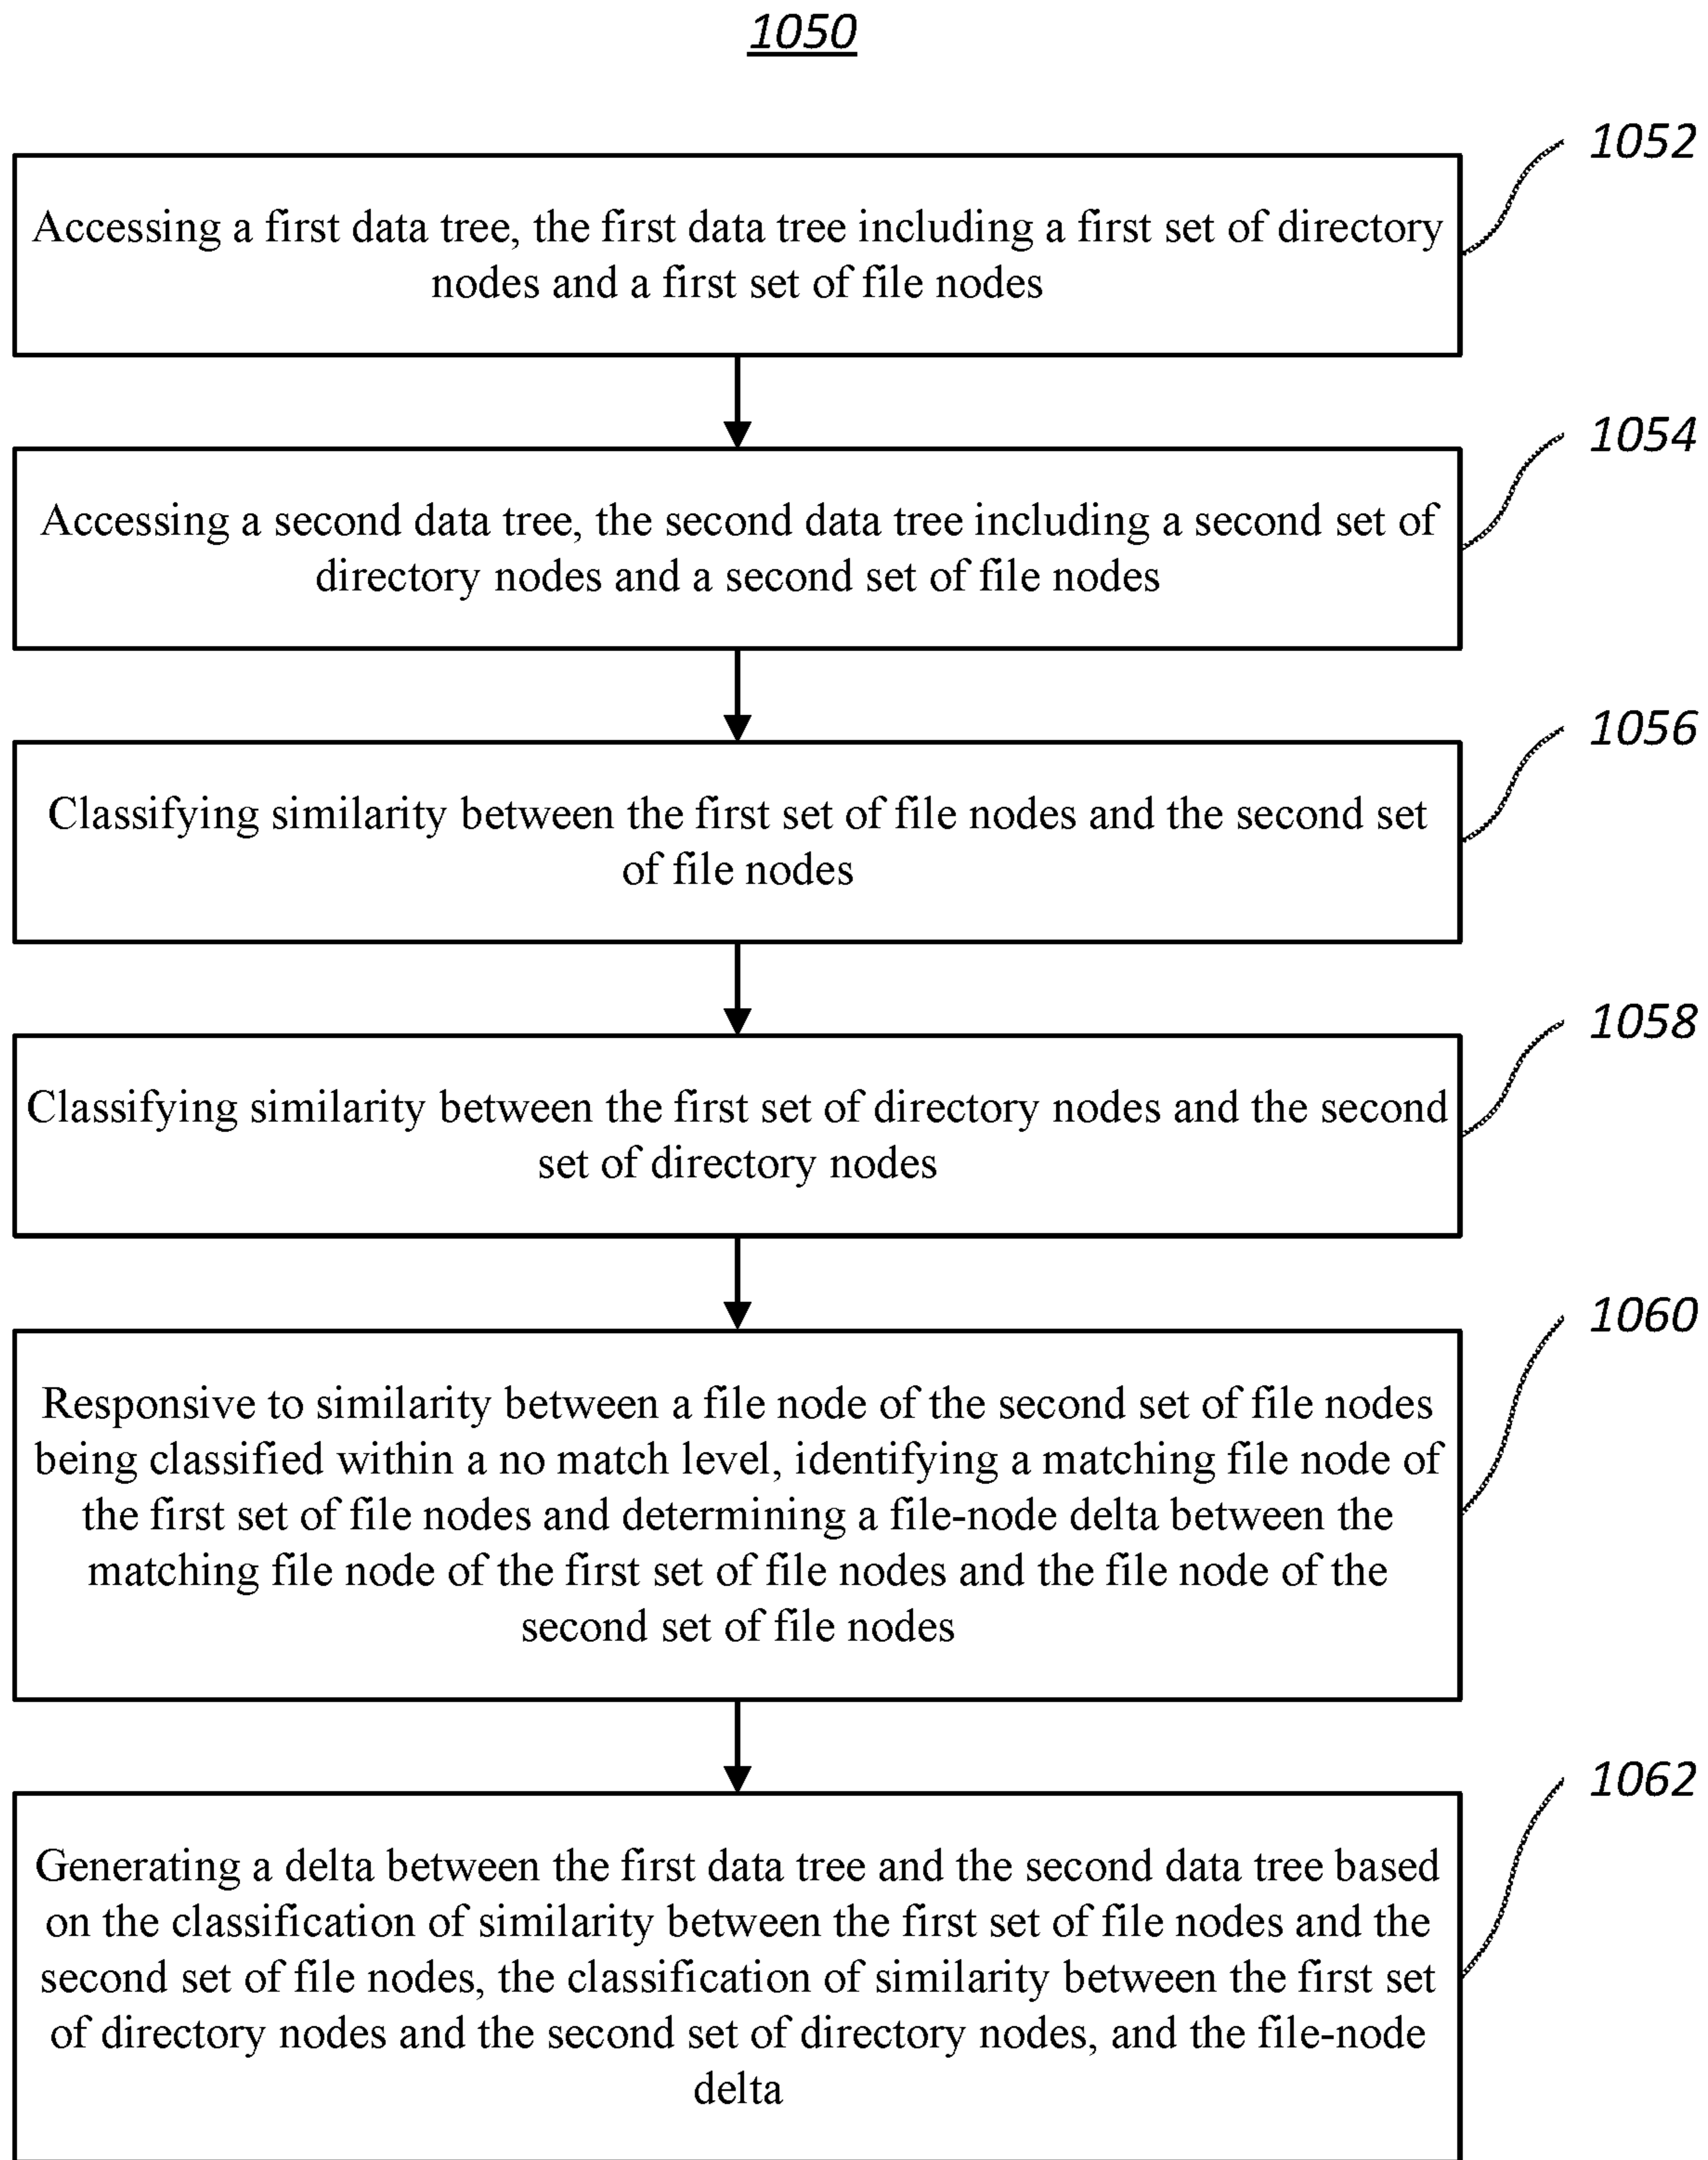 1050
1052
Accessing a first data tree, the first data tree including a first set of directory
nodes and a first set of file nodes
1054
Accessing a second data tree, the second data tree including a second set of
directory nodes and a second set of file nodes
1056
Classifying similarity between the first set of file nodes and the second set
of file nodes
1058
Classifying similarity between the first set of directory nodes and the second
set of directory nodes
1060
Responsive to similarity between a file node of the second set of file nodes
being classified within a no match level, identifying a matching file node of
the first set of file nodes and determining a file-node delta between the
matching file node of the first set of file nodes and the file node of the
second set of file nodes
1062
Generating a delta between the first data tree and the second data tree based
on the classification of similarity between the first set of file nodes and the
second set of file nodes, the classification of similarity between the first set
of directory nodes and the second set of directory nodes, and the file-node
delta